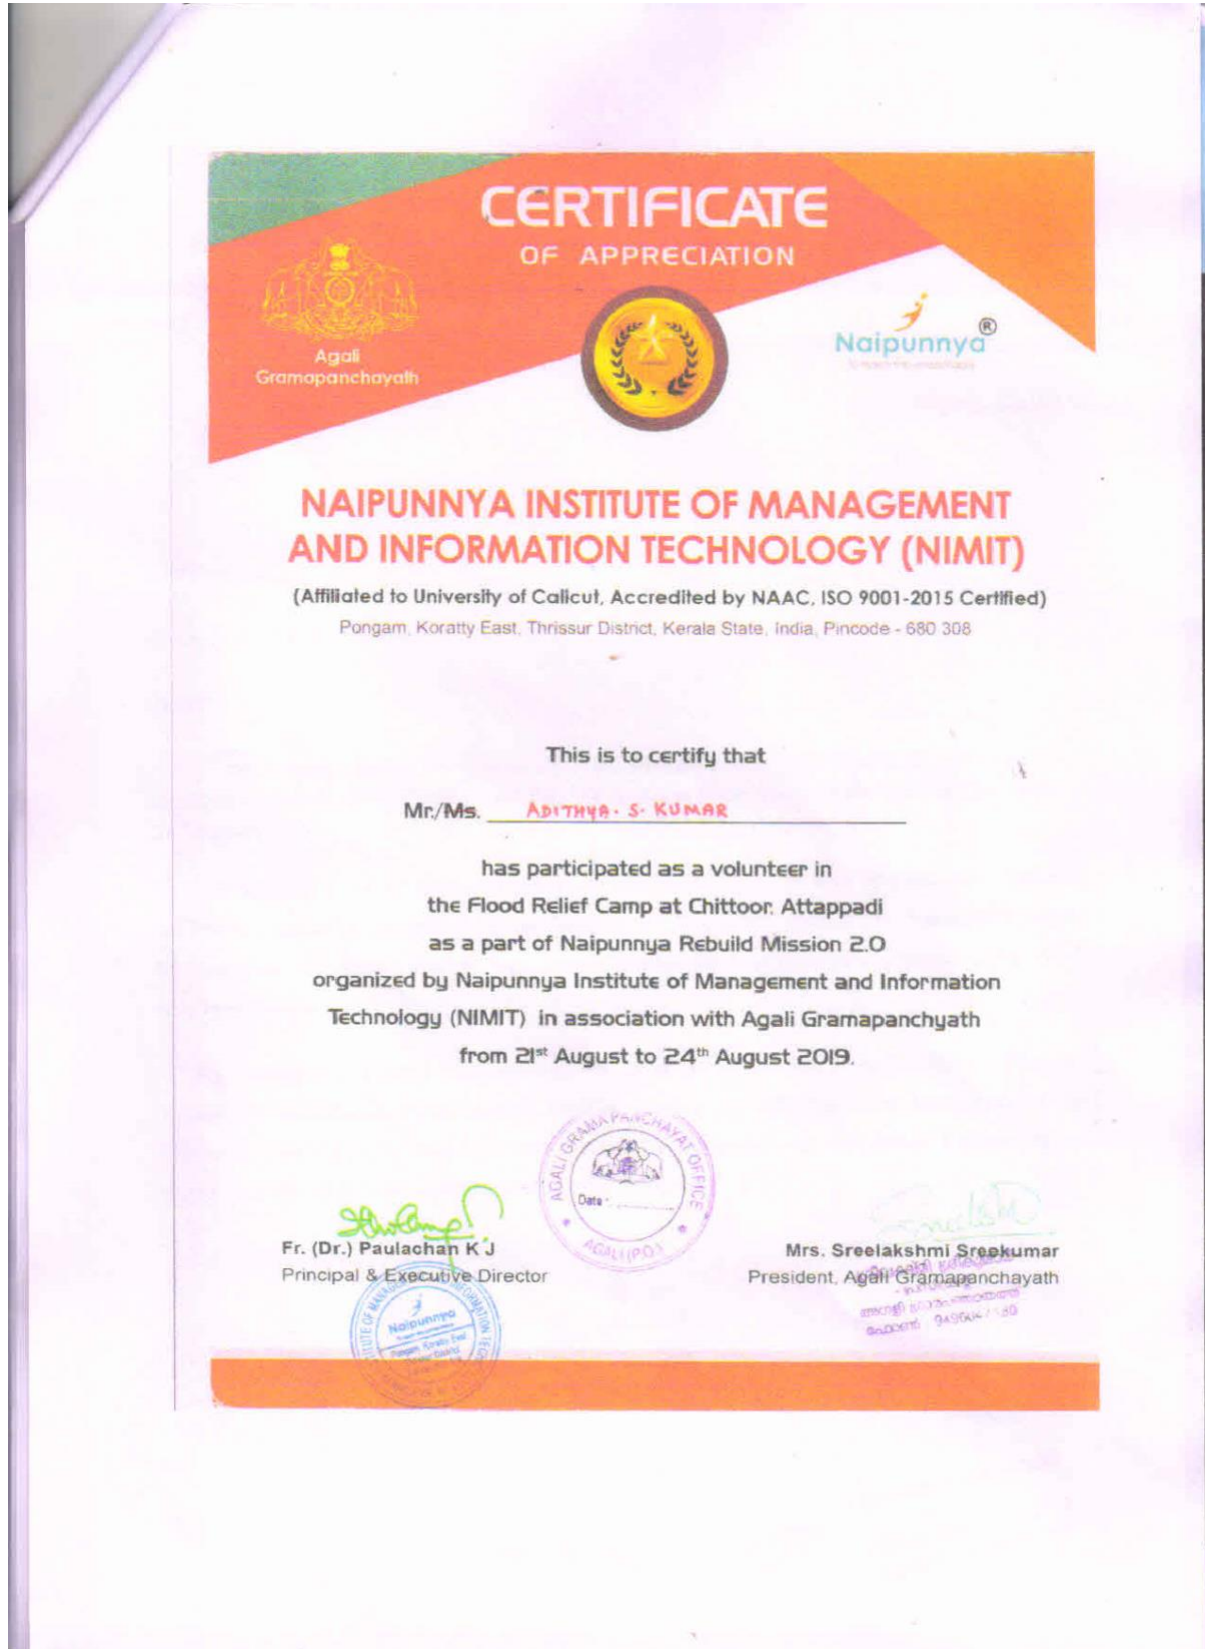 CERTIFICATE
OF APPRECIATION
Agali
Gramapanchayath
Naipunnya®
NAIPUNNYA INSTITUTE OF MANAGEMENT
AND INFORMATION TECHNOLOGY (NIMIT)
(Affiliated to University of Calicut, Accredited by NAAC, ISO 9001-2015 Certified)
Pongam, Koratty East, Thrissur District, Kerala State, India, Pincode - 680 308
This is to certify that
Mr./Ms. ADITHYA. S. KUMAR
has participated as a volunteer in
the Flood Relief Camp at Chittoor, Attappadi
as a part of Naipunnya Rebuild Mission 2.0
organized by Naipunnya Institute of Management and Information
Technology (NIMIT) in association with Agali Gramapanchyath
from 21st August to 24th August 2019.
AGALI GRAMA PANCHAYAT OFFICE
Date :
AGALI (P.O.)
Fr. (Dr.) Paulachan K J
Principal & Executive Director
Mrs. Sreelakshmi Sreekumar
President, Agali Gramapanchayath
Naipunnya
Pongam, Koratty East